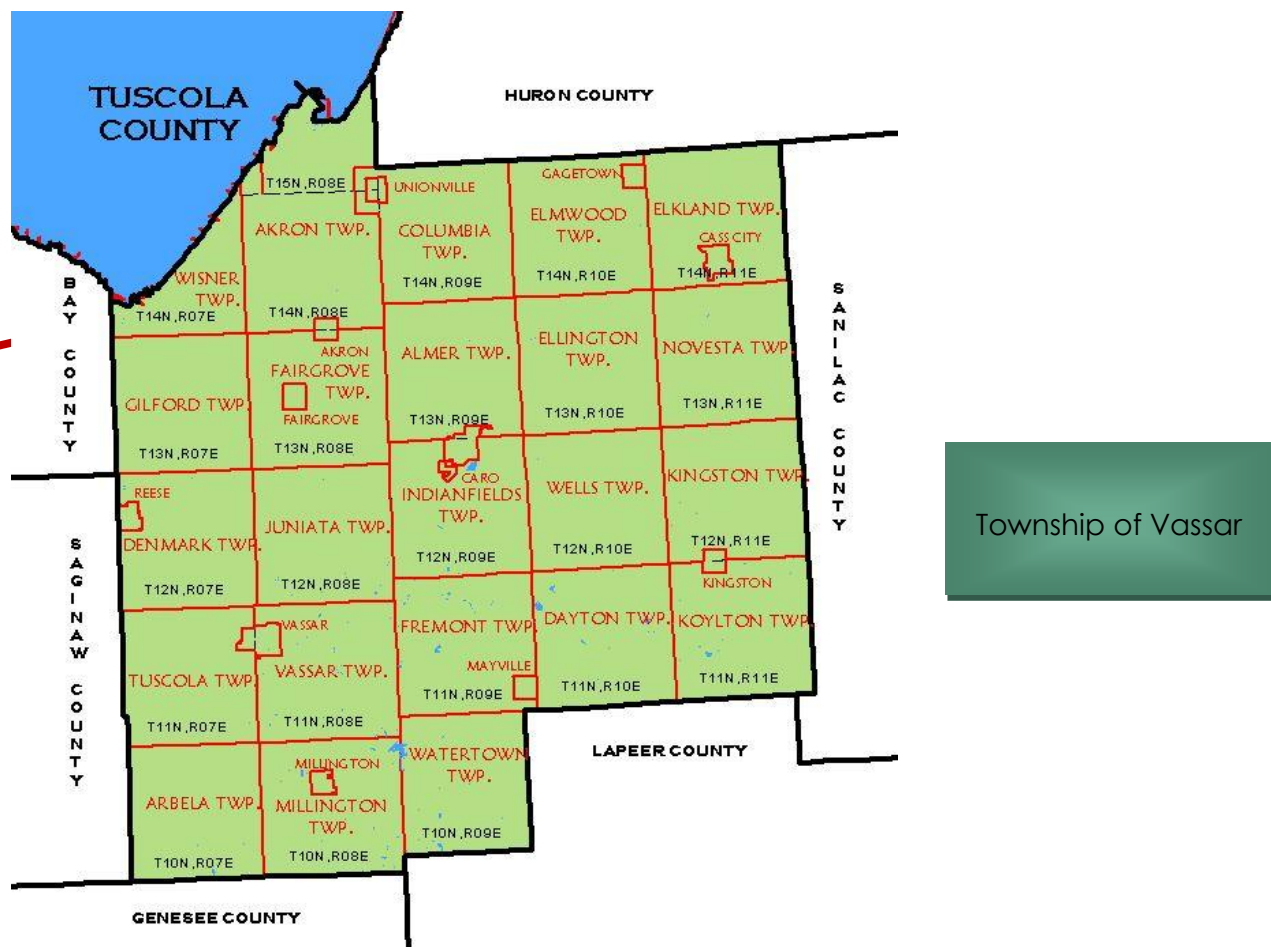 TUSCOLA
COUNTY
HURON COUNTY
T15N,R08E
UNIONVILLE
GAGETOWN
AKRON TWP.
COLUMBIA
TWP.
ELMWOOD
TWP.
ELKLAND TWP.
CASS CITY
WISNER
TWP.
T14N,R07E
T14N,R08E
T14N,R09E
T14N,R10E
T14N,R11E
BAY COUNTY
SANILAC COUNTY
AKRON
FAIRGROVE
TWP.
ALMER TWP.
ELLINGTON
TWP.
NOVESTA TWP.
GILFORD TWP.
FAIRGROVE
T13N,R07E
T13N,R08E
T13N,R09E
T13N,R10E
T13N,R11E
REESE
CARO
INDIANFIELDS
TWP.
WELLS TWP.
KINGSTON TWP.
DENMARK TWP.
JUNIATA TWP.
T12N,R07E
T12N,R08E
T12N,R09E
T12N,R10E
T12N,R11E
Township of Vassar
SAGINAW COUNTY
KINGSTON
VASSAR
FREMONT TWP.
DAYTON TWP.
KOYLTON TWP.
TUSCOLA TWP.
VASSAR TWP.
MAYVILLE
T11N,R07E
T11N,R08E
T11N,R09E
T11N,R10E
T11N,R11E
LAPEER COUNTY
MILLINGTON
WATERTOWN
TWP.
ARBELA TWP.
MILLINGTON
TWP.
T10N,R07E
T10N,R08E
T10N,R09E
GENESEE COUNTY